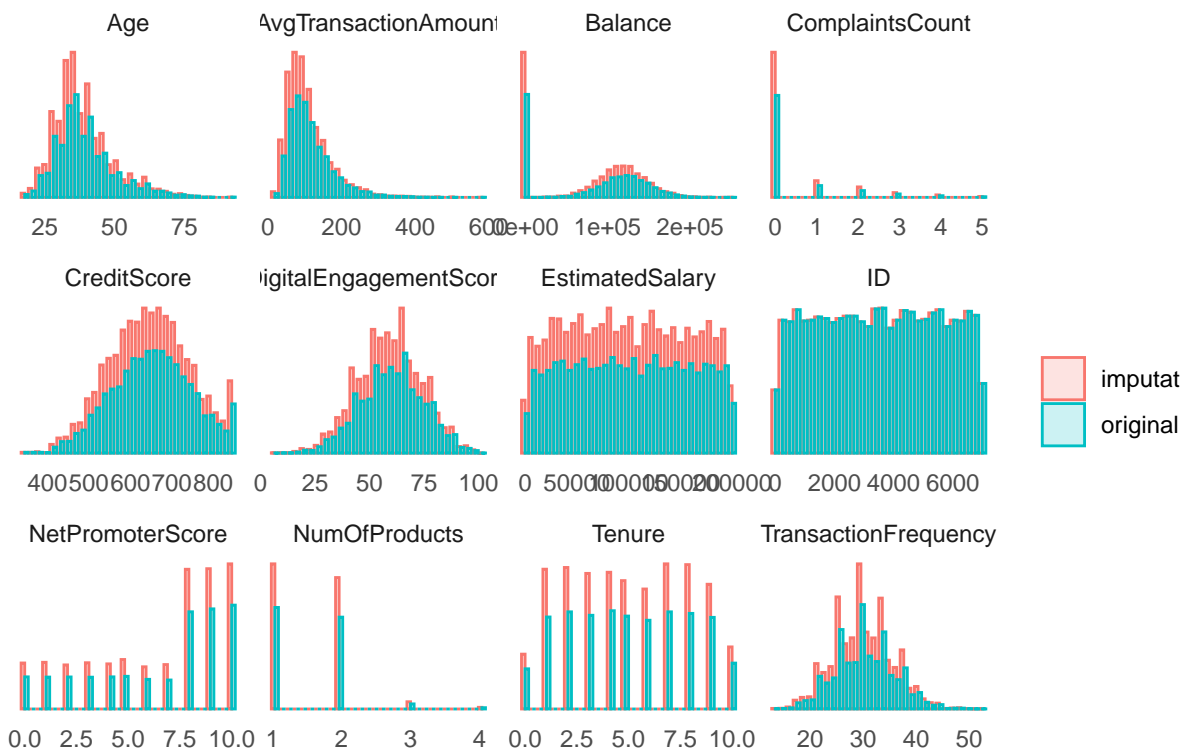 Age
AvgTransactionAmount
Balance
ComplaintsCount
25 50 75
0 200 400 600
0e+00 1e+05 2e+05
0 1 2 3 4 5
CreditScore
DigitalEngagementScore
EstimatedSalary
ID
400 500 600 700 800
0 25 50 75 100
0 50000 100000 150000 200000
0 2000 4000 6000
imputat
original
NetPromoterScore
NumOfProducts
Tenure
TransactionFrequency
0.0 2.5 5.0 7.5 10.0
1 2 3 4
0.0 2.5 5.0 7.5 10.0
20 30 40 50